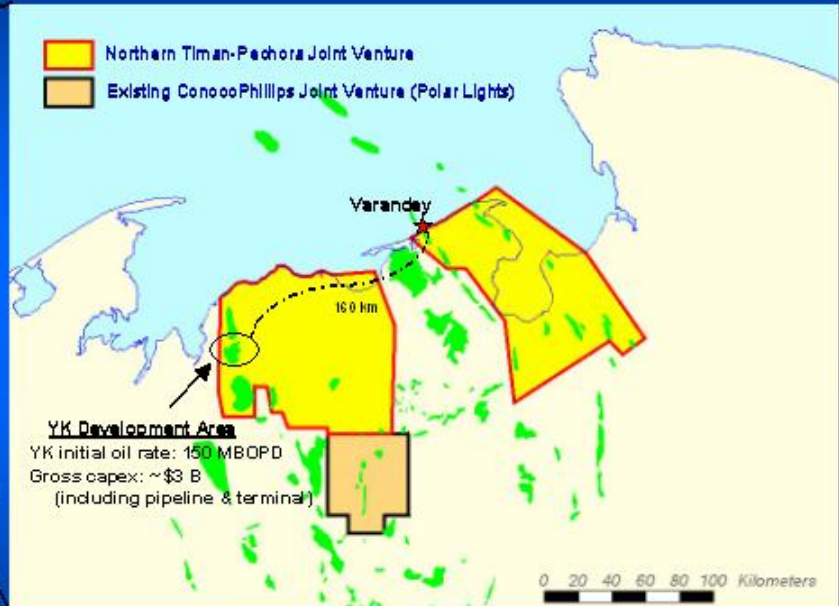 Northern Timan-Pechora Joint Venture
Existing ConocoPhillips Joint Venture (Polar Lights)
Varandey
160 km
YK Development Area
YK initial oil rate: 150 MBOPD
Gross capex: ~$3 B
(including pipeline & terminal)
0 20 40 60 80 100 Kilometers